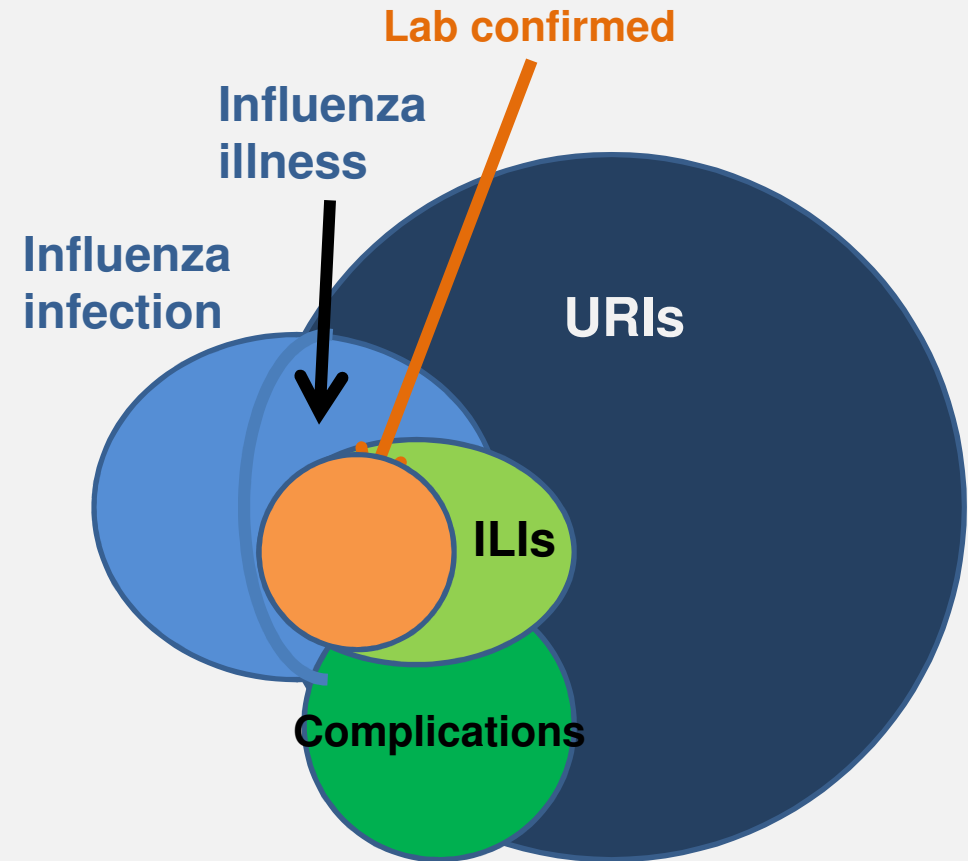 Lab confirmed
Influenza
illness
Influenza
infection
URIs
ILIs
Complications